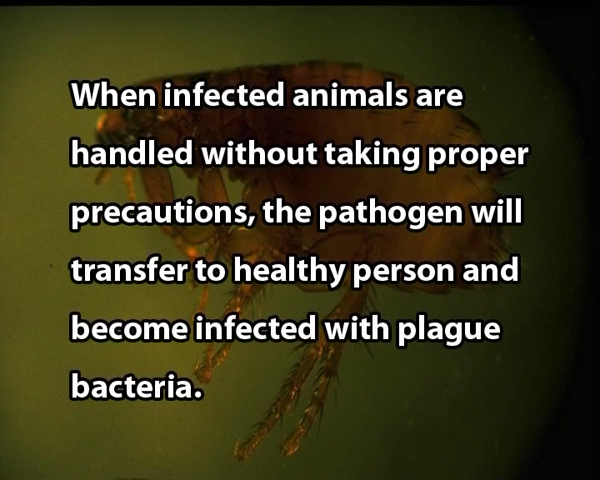 When infected animals are
handled without taking proper
precautions, the pathogen will
transfer to healthy person and
become infected with plague
bacteria.